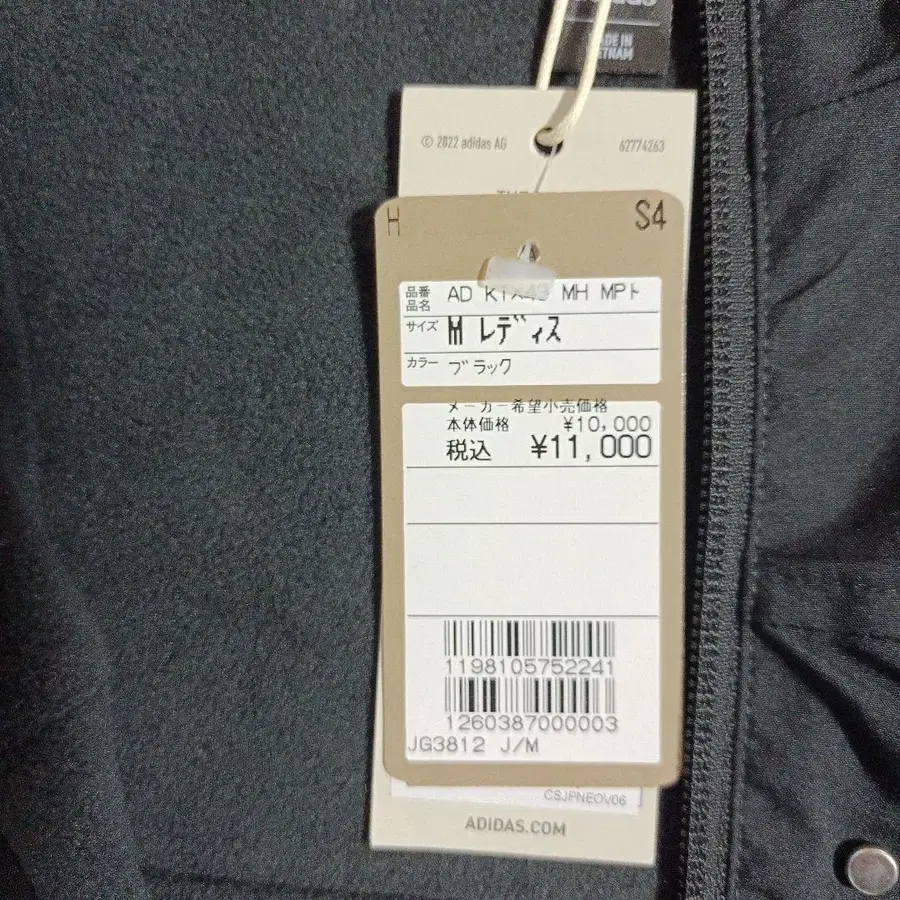 MADE IN
VIETNAM
© 2022 adidas AG 62774263
H S4
品番 AD KTX43 MH MPド
品名
サイズ M レディス
カラー ブラック
メーカー希望小売価格
本体価格 ¥10,000
税込 ¥11,000
1198105752241
1260387000003
JG3812 J/M
CSJPNEOV06
ADIDAS.COM